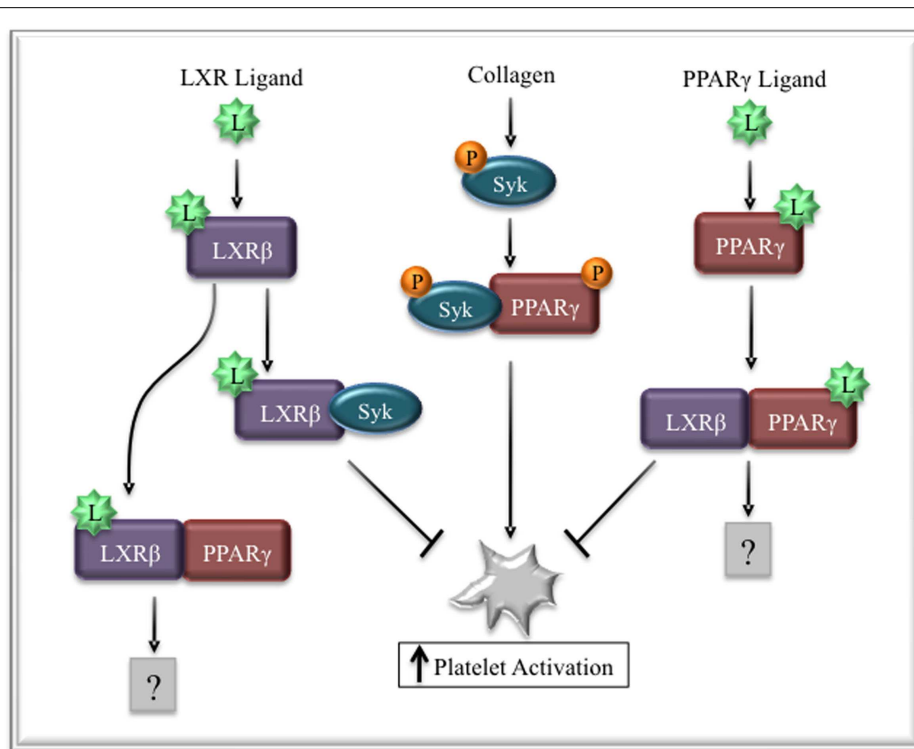 LXR Ligand
Collagen
PPARγ Ligand
L
L
P
Syk
L
LXRβ
L
PPARγ
P
Syk
P
PPARγ
L
LXRβ
Syk
L
LXRβ
PPARγ
L
LXRβ
PPARγ
?
?
Platelet Activation